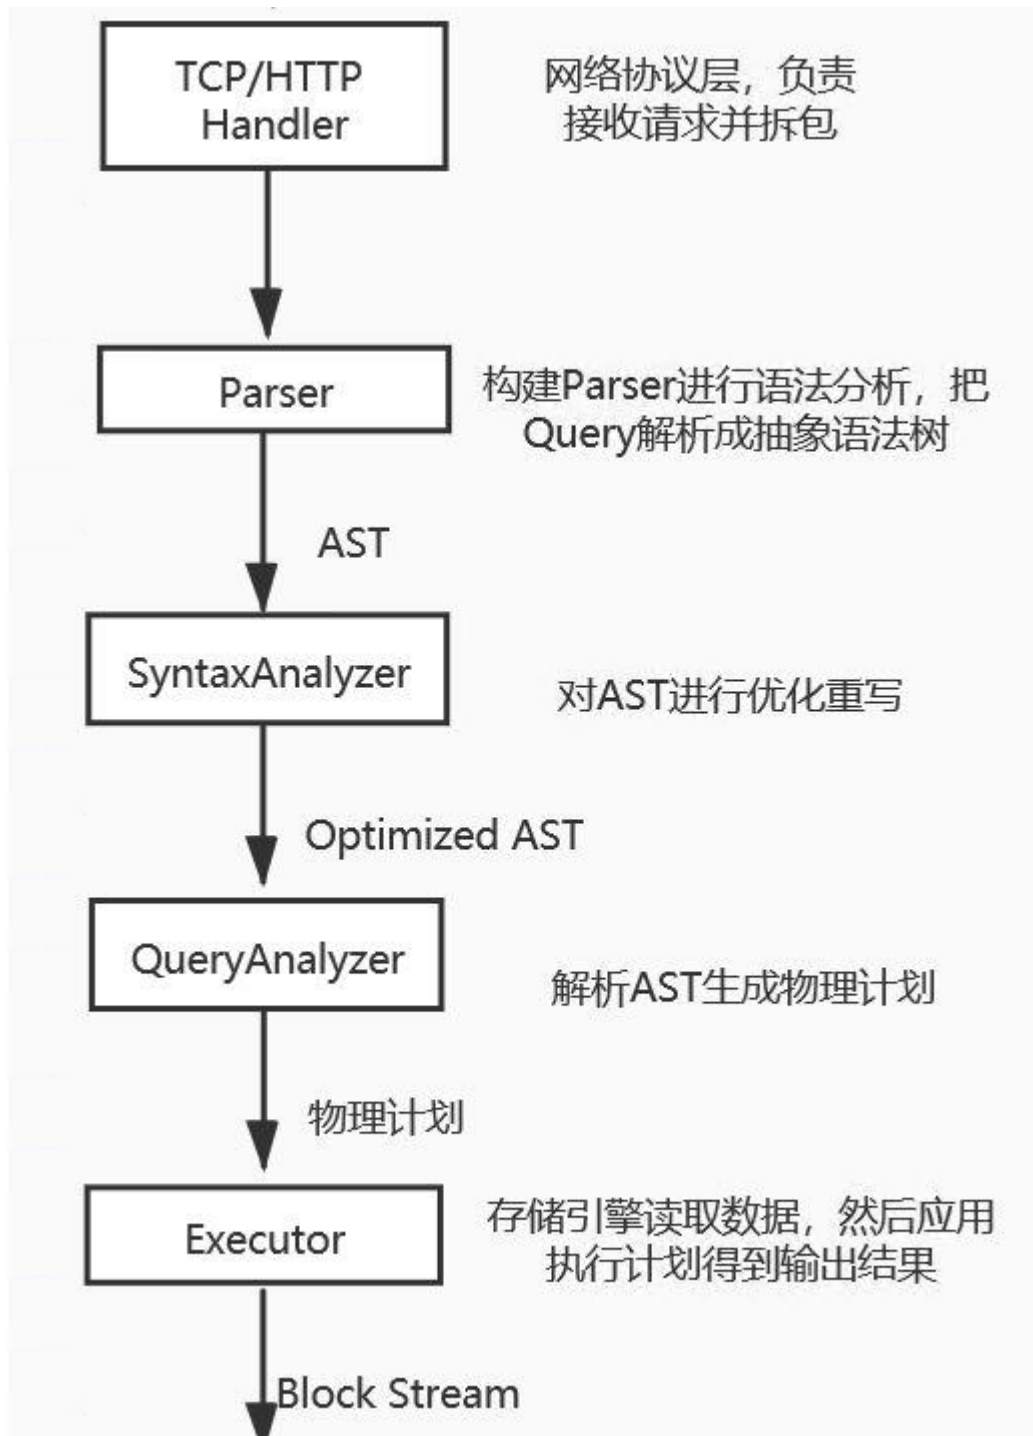 TCP/HTTP
Handler
网络协议层，负责
接收请求并拆包
Parser
构建Parser进行语法分析，把
Query解析成抽象语法树
AST
SyntaxAnalyzer
对AST进行优化重写
Optimized AST
QueryAnalyzer
解析AST生成物理计划
物理计划
Executor
存储引擎读取数据，然后应用
执行计划得到输出结果
Block Stream